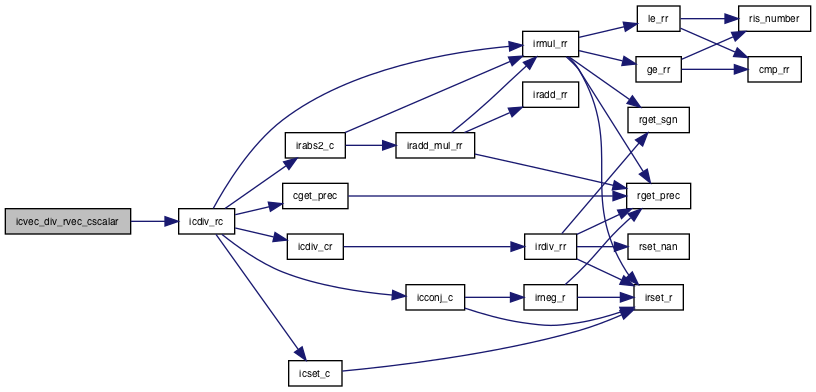 icvec_div_rvec_cscalar
icdiv_rc
irabs2_c
cget_prec
icdiv_cr
icset_c
iradd_mul_rr
icconj_c
irmul_rr
iradd_rr
irdiv_rr
irneg_r
le_rr
ge_rr
rget_sgn
rget_prec
rset_nan
irset_r
ris_number
cmp_rr